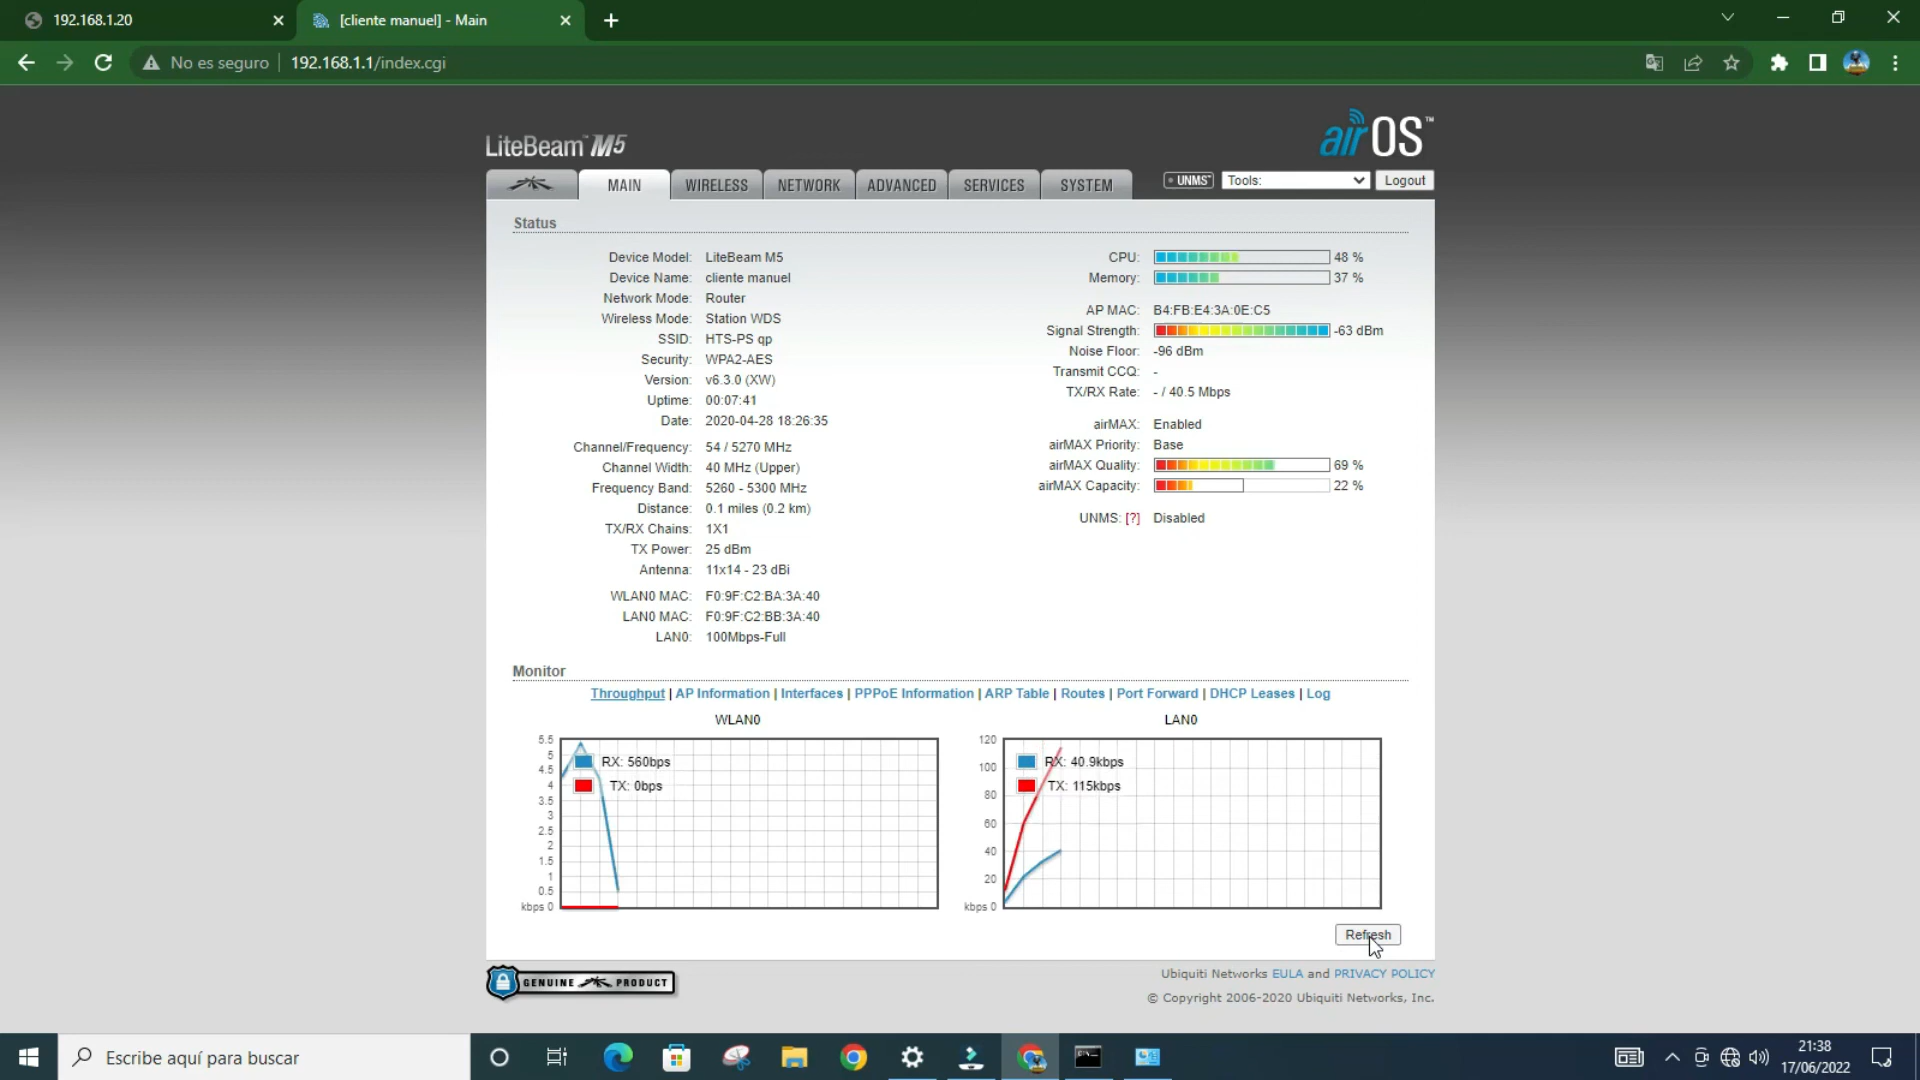 192.168.1.20
[cliente manuel] - Main
No es seguro
192.168.1.1/index.cgi
LiteBeam™ M5
airOS™
MAIN
WIRELESS
NETWORK
ADVANCED
SERVICES
SYSTEM
UNMS™
Tools:
Logout
Status
Device Model: LiteBeam M5
Device Name: cliente manuel
Network Mode: Router
Wireless Mode: Station WDS
SSID: HTS-PS qp
Security: WPA2-AES
Version: v6.3.0 (XW)
Uptime: 00:07:41
Date: 2020-04-28 18:26:35
Channel/Frequency: 54 / 5270 MHz
Channel Width: 40 MHz (Upper)
Frequency Band: 5260 - 5300 MHz
Distance: 0.1 miles (0.2 km)
TX/RX Chains: 1X1
TX Power: 25 dBm
Antenna: 11x14 - 23 dBi
WLAN0 MAC: F0:9F:C2:BA:3A:40
LAN0 MAC: F0:9F:C2:BB:3A:40
LAN0: 100Mbps-Full
CPU: 48 %
Memory: 37 %
AP MAC: B4:FB:E4:3A:0E:C5
Signal Strength: -63 dBm
Noise Floor: -96 dBm
Transmit CCQ: -
TX/RX Rate: - / 40.5 Mbps
airMAX: Enabled
airMAX Priority: Base
airMAX Quality: 69 %
airMAX Capacity: 22 %
UNMS: [?] Disabled
Monitor
Throughput | AP Information | Interfaces | PPPoE Information | ARP Table | Routes | Port Forward | DHCP Leases | Log
WLAN0
5.5
5
4.5
4
3.5
3
2.5
2
1.5
1
0.5
kbps 0
RX: 560bps
TX: 0bps
LAN0
120
100
80
60
40
20
kbps 0
RX: 40.9kbps
TX: 115kbps
Refresh
GENUINE PRODUCT
Ubiquiti Networks EULA and PRIVACY POLICY
© Copyright 2006-2020 Ubiquiti Networks, Inc.
Escribe aquí para buscar
21:38
17/06/2022